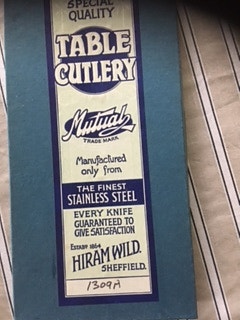 SPECIAL
QUALITY
TABLE
CUTLERY
Mutual
TRADE MARK
Manufactured
only from
THE FINEST
STAINLESS STEEL
EVERY KNIFE
GUARANTEED TO
GIVE SATISFACTION
ESTABD 1864
HIRAM WILD.
SHEFFIELD.
1309A